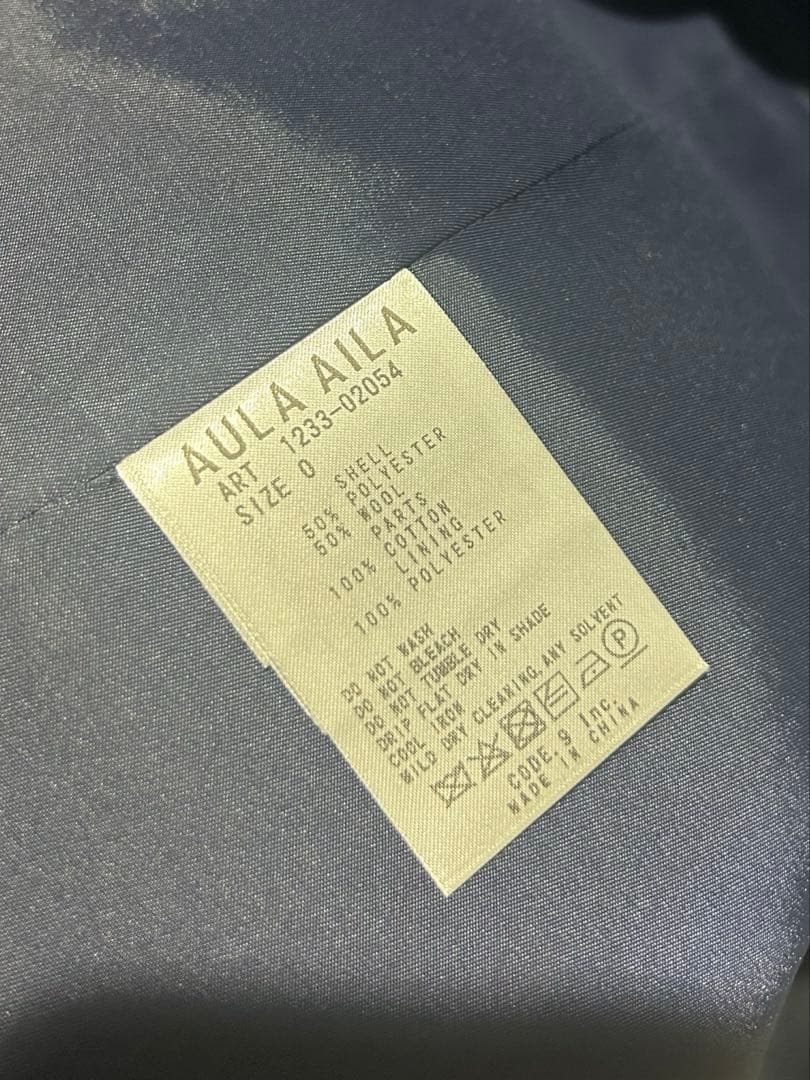 AULA AILA
ART 1233-02054
SIZE 0
SHELL
50% POLYESTER
50% WOOL
PARTS
100% COTTON
LINING
100% POLYESTER
DO NOT WASH
DO NOT BLEACH
DO NOT TUMBLE DRY
DRIP FLAT DRY IN SHADE
COOL IRON
MILD DRY CLEAKING, ANY SOLVENT
P
CODE.9 Inc.
MADE IN CHINA